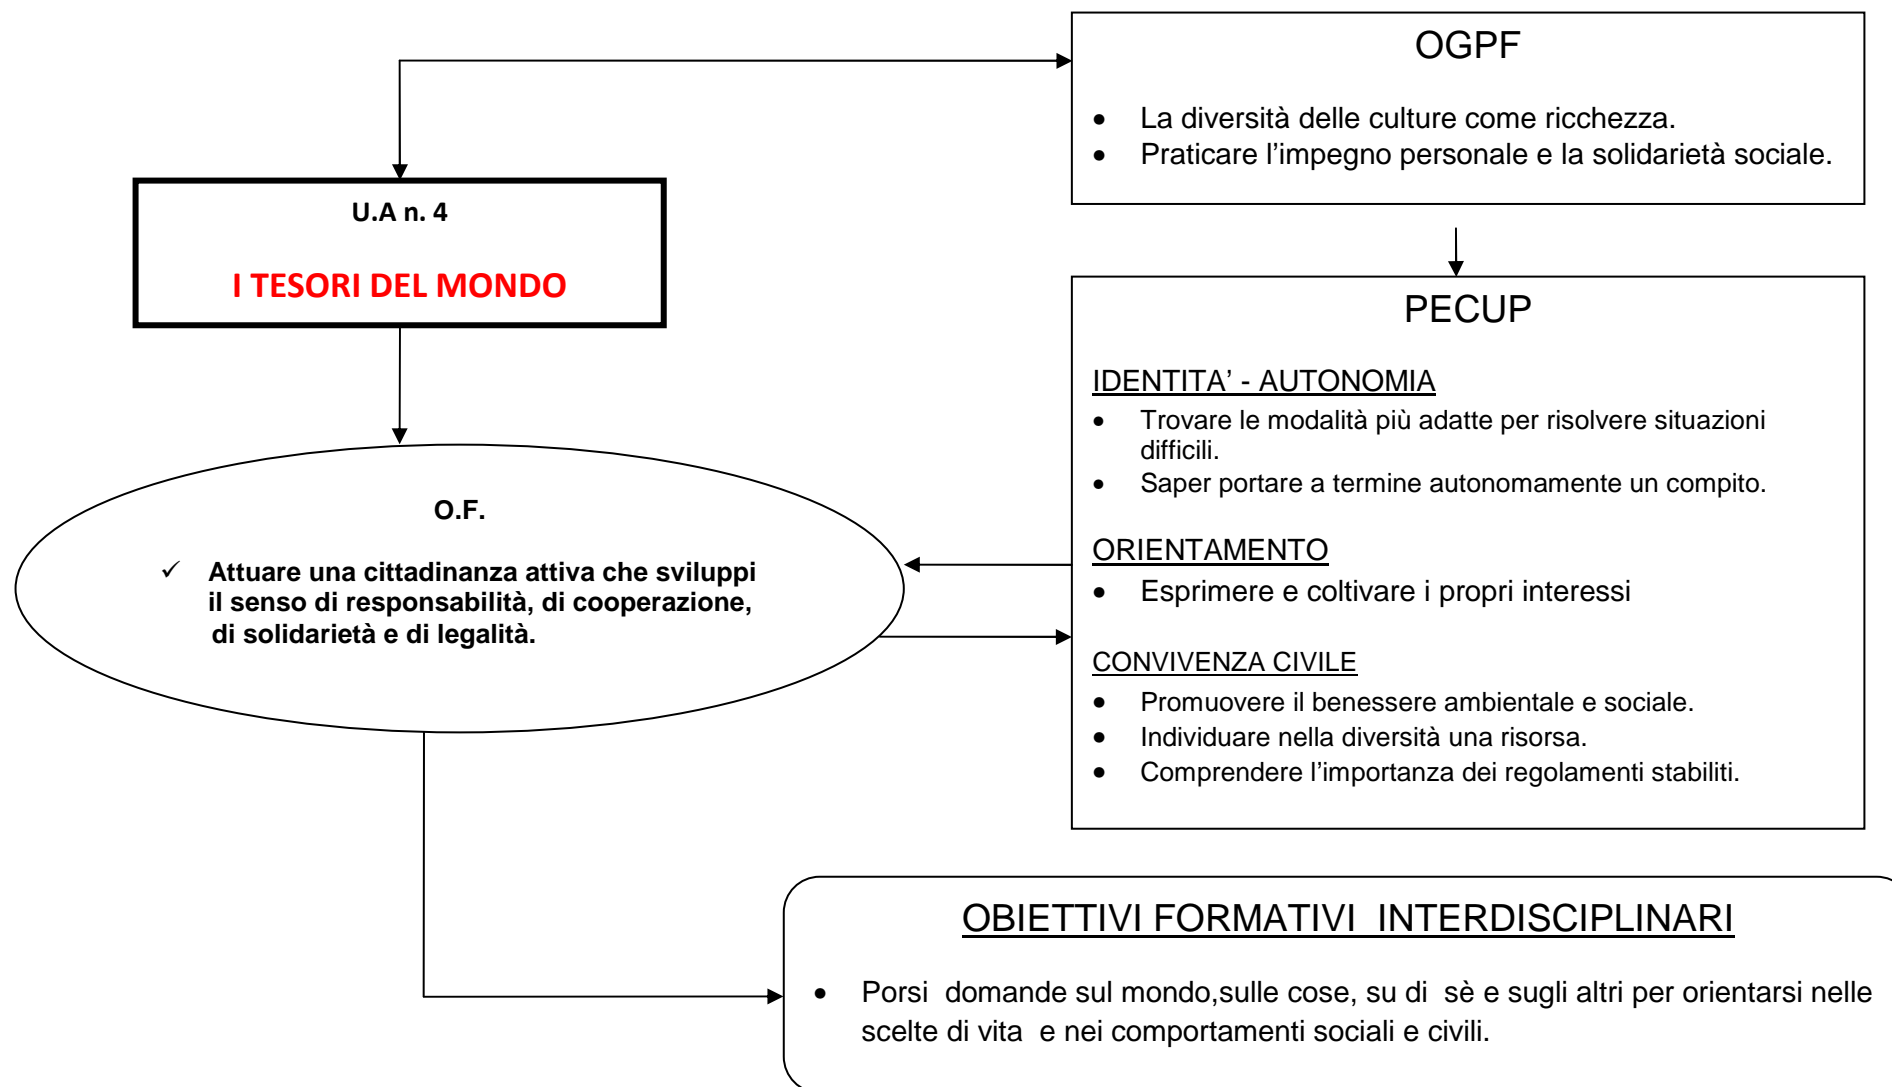 OGPF
• La diversità delle culture come ricchezza.
• Praticare l’impegno personale e la solidarietà sociale.
U.A n. 4
I TESORI DEL MONDO
PECUP
IDENTITA’ - AUTONOMIA
• Trovare le modalità più adatte per risolvere situazioni
difficili.
• Saper portare a termine autonomamente un compito.
ORIENTAMENTO
• Esprimere e coltivare i propri interessi
CONVIVENZA CIVILE
• Promuovere il benessere ambientale e sociale.
• Individuare nella diversità una risorsa.
• Comprendere l’importanza dei regolamenti stabiliti.
O.F.
✓ Attuare una cittadinanza attiva che sviluppi
il senso di responsabilità, di cooperazione,
di solidarietà e di legalità.
OBIETTIVI FORMATIVI  INTERDISCIPLINARI
• Porsi  domande sul mondo,sulle cose, su di  sè e sugli altri per orientarsi nelle
scelte di vita  e nei comportamenti sociali e civili.